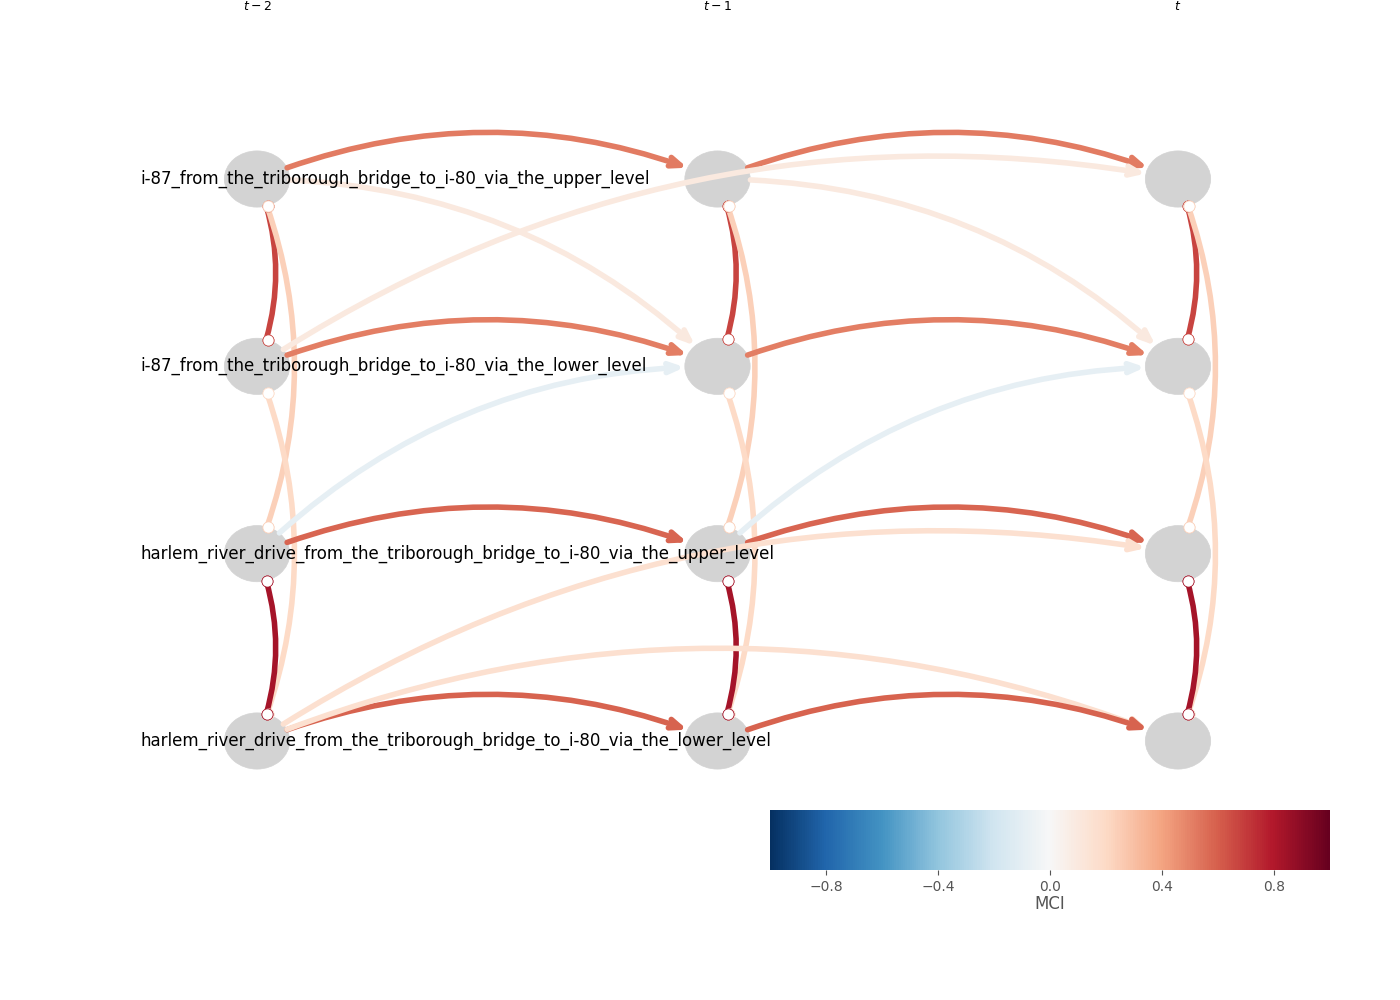 t − 2 t − 1 t
i-87_from_the_triborough_bridge_to_i-80_via_the_upper_level
i-87_from_the_triborough_bridge_to_i-80_via_the_lower_level
harlem_river_drive_from_the_triborough_bridge_to_i-80_via_the_upper_level
harlem_river_drive_from_the_triborough_bridge_to_i-80_via_the_lower_level
−0.8 −0.4 0.0 0.4 0.8
MCI